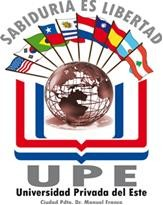 SABIDURIA ES LIBERTAD
UPE
Universidad Privada del Este
Ciudad Pdte. Dr. Manuel Franco